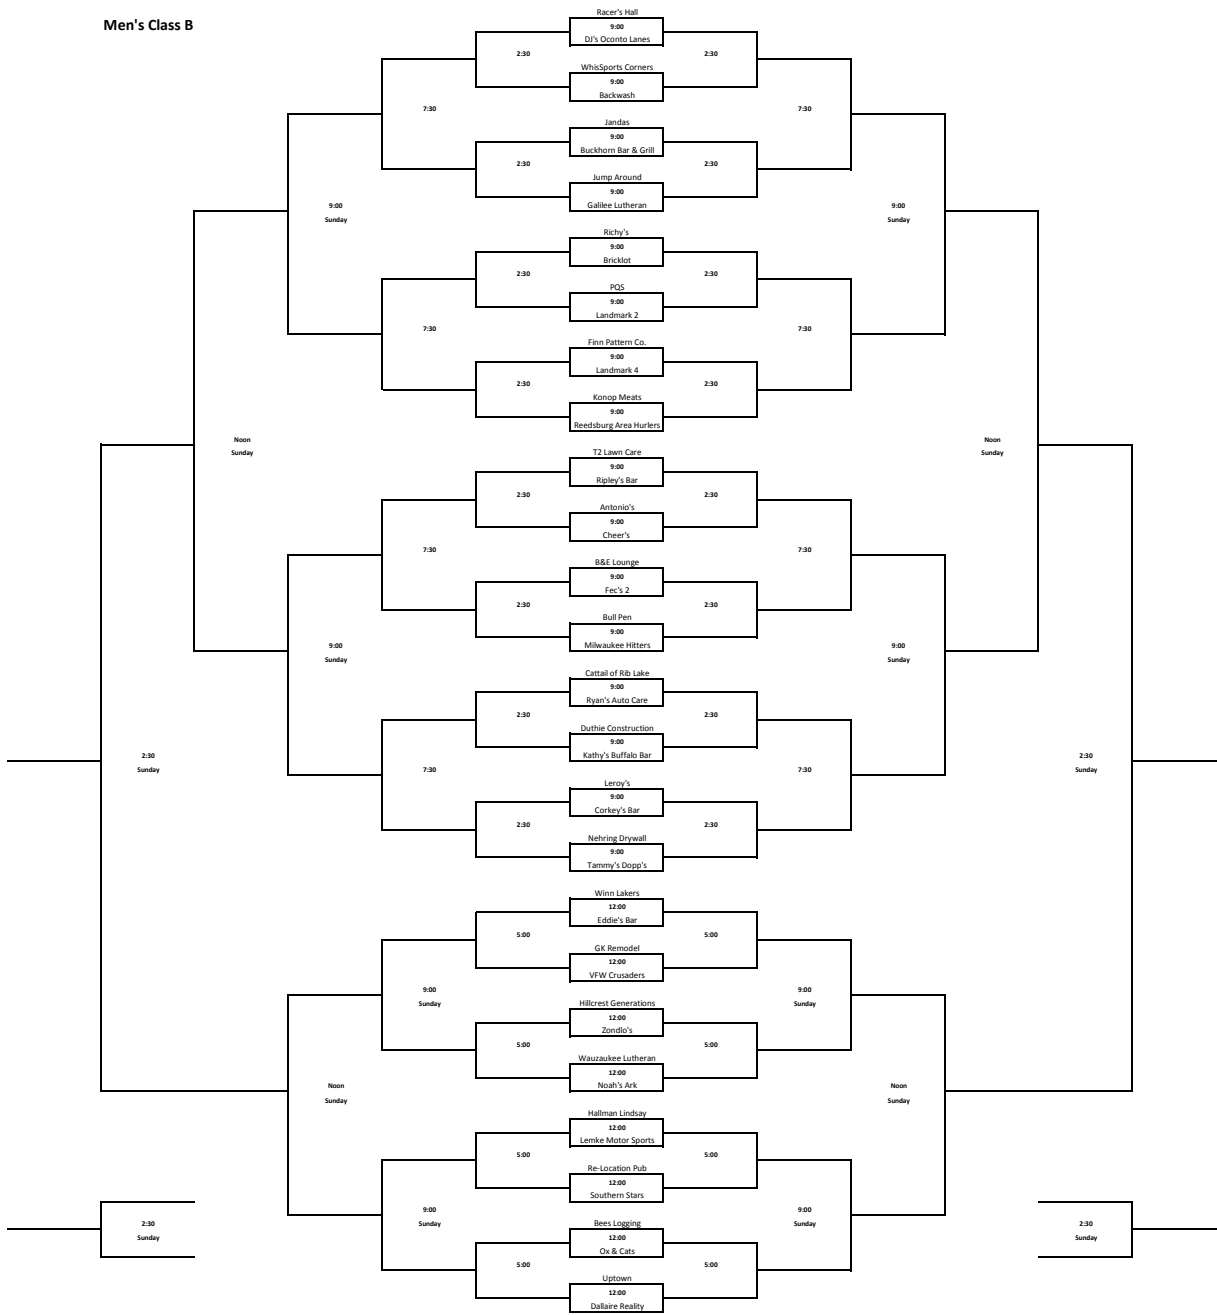 Men's Class B
Racer's Hall
9:00
DJ's Oconto Lanes
2:30
2:30
WhisSports Corners
9:00
Backwash
7:30
7:30
Jandas
9:00
Buckhorn Bar & Grill
2:30
2:30
Jump Around
9:00
Galilee Lutheran
9:00
Sunday
9:00
Sunday
Richy's
9:00
Bricklot
2:30
2:30
PQS
9:00
Landmark 2
7:30
7:30
Finn Pattern Co.
9:00
Landmark 4
2:30
2:30
Konop Meats
9:00
Reedsburg Area Hurlers
Noon
Sunday
Noon
Sunday
T2 Lawn Care
9:00
Ripley's Bar
2:30
2:30
Antonio's
9:00
Cheer's
7:30
7:30
B&E Lounge
9:00
Fec's 2
2:30
2:30
Bull Pen
9:00
Milwaukee Hitters
9:00
Sunday
9:00
Sunday
Cattail of Rib Lake
9:00
Ryan's Auto Care
2:30
2:30
Duthie Construction
9:00
Kathy's Buffalo Bar
2:30
Sunday
2:30
Sunday
7:30
7:30
Leroy's
9:00
Corkey's Bar
2:30
2:30
Nehring Drywall
9:00
Tammy's Dopp's
Winn Lakers
12:00
Eddie's Bar
5:00
5:00
GK Remodel
12:00
VFW Crusaders
9:00
Sunday
9:00
Sunday
Hillcrest Generations
12:00
Zondlo's
5:00
5:00
Wauzaukee Lutheran
12:00
Noah's Ark
Noon
Sunday
Noon
Sunday
Hallman Lindsay
12:00
Lemke Motor Sports
5:00
5:00
Re-Location Pub
12:00
Southern Stars
9:00
Sunday
9:00
Sunday
2:30
Sunday
2:30
Sunday
Bees Logging
12:00
Ox & Cats
5:00
5:00
Uptown
12:00
Dallaire Reality